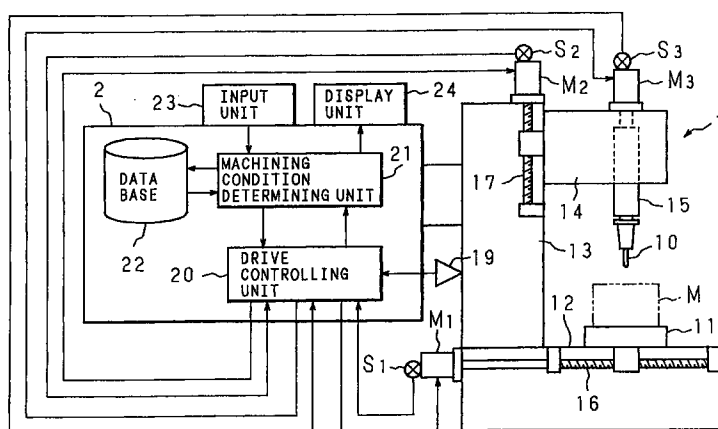 S2
S3
M2
M3
2
23
INPUT
UNIT
DISPLAY
UNIT
24
DATA
BASE
22
MACHINING
CONDITION
DETERMINING UNIT
21
17
14
15
10
13
19
20
DRIVE
CONTROLLING
UNIT
M
11
12
M1
S1
16